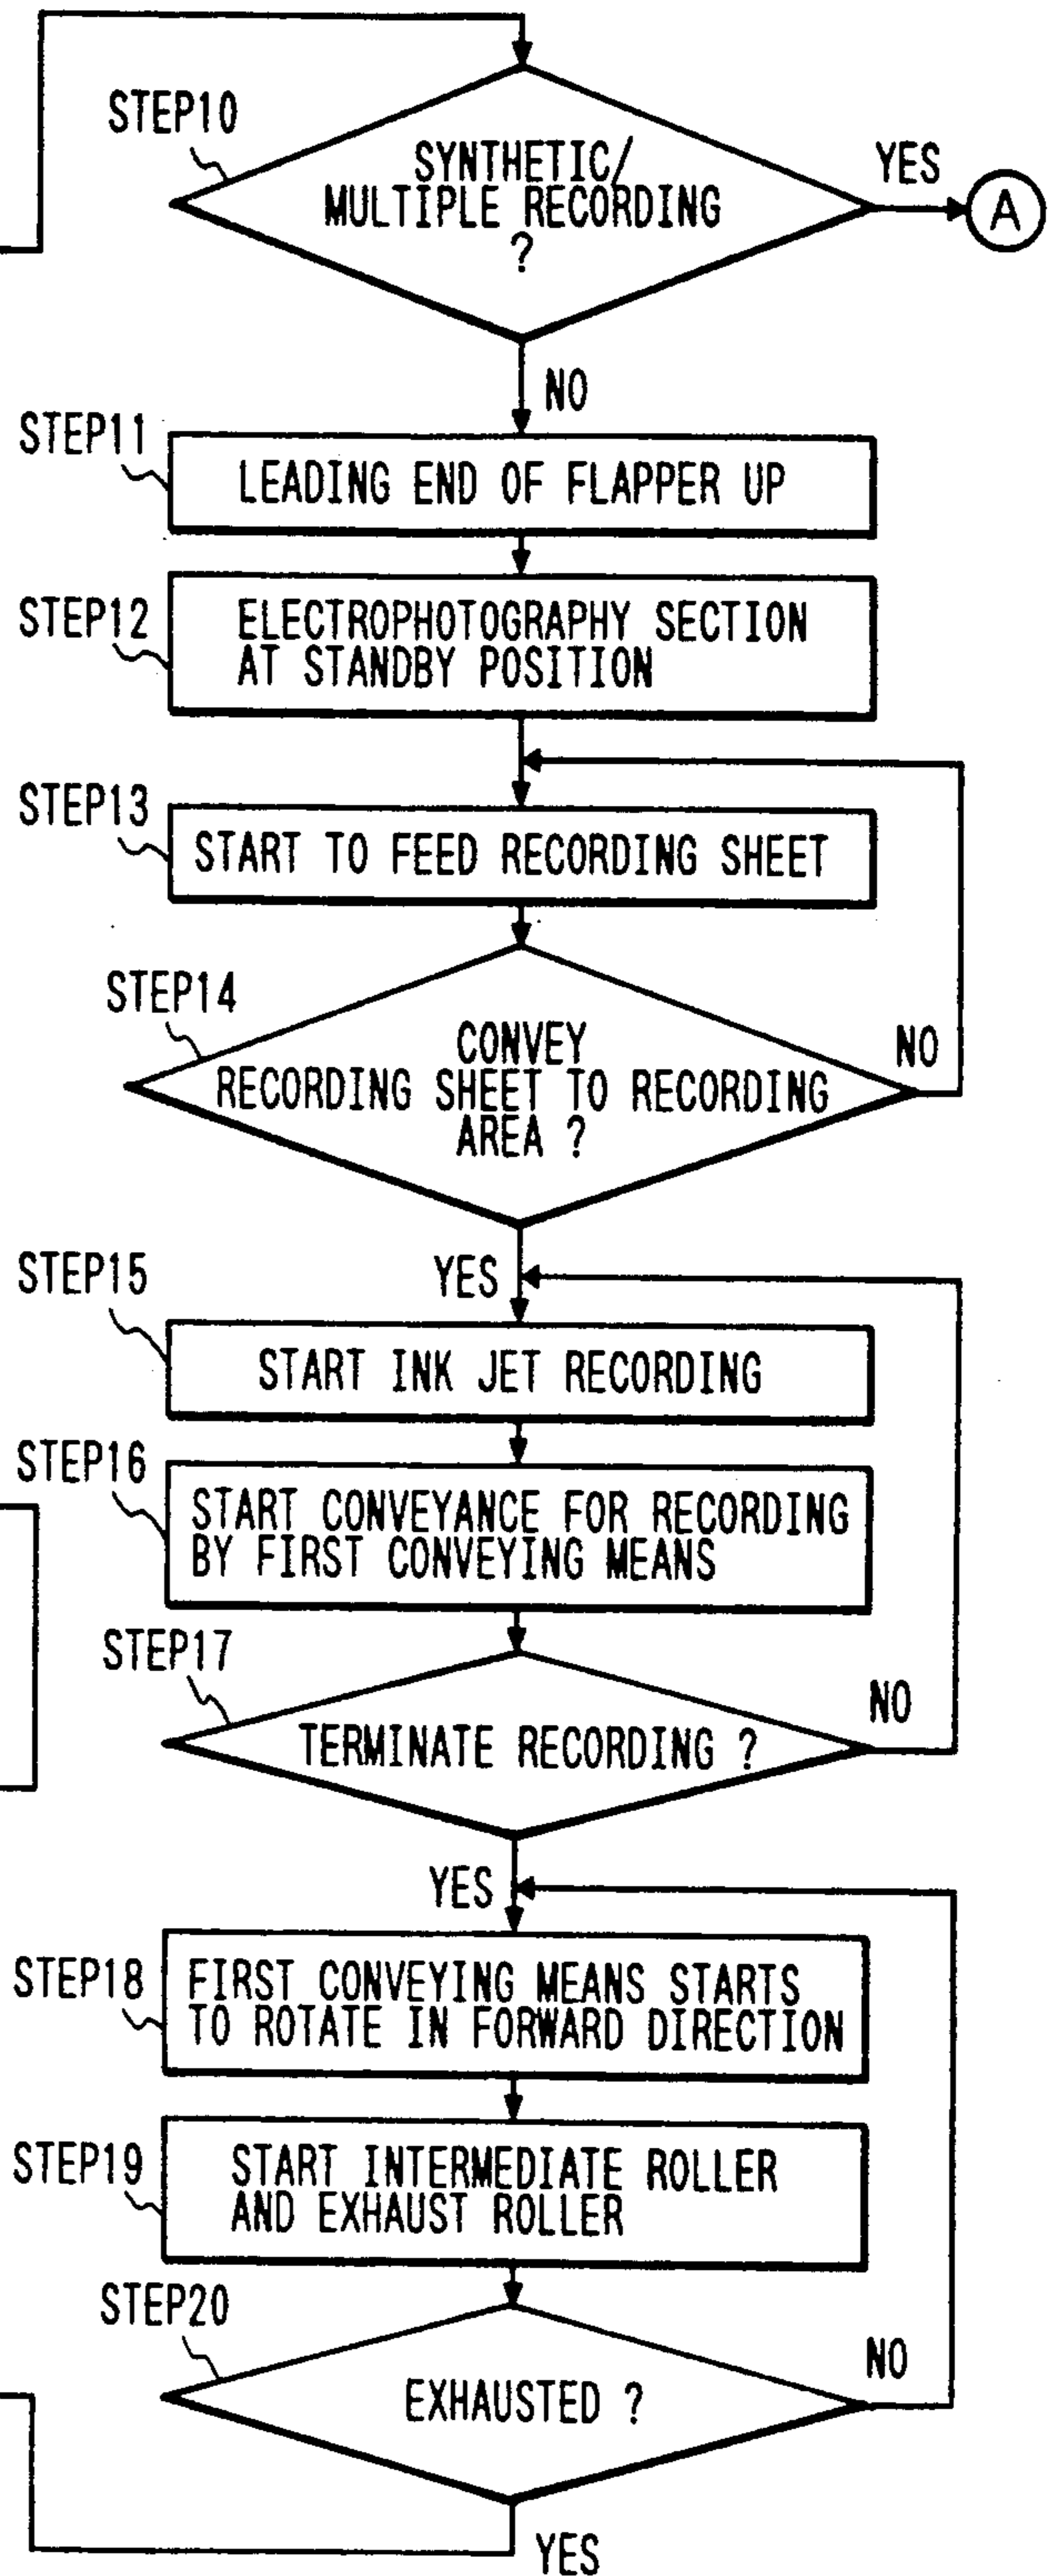 STEP10
SYNTHETIC/
MULTIPLE RECORDING
?
YES
A
NO
STEP11
LEADING END OF FLAPPER UP
STEP12
ELECTROPHOTOGRAPHY SECTION
AT STANDBY POSITION
STEP13
START TO FEED RECORDING SHEET
STEP14
CONVEY
RECORDING SHEET TO RECORDING
AREA ?
NO
YES
STEP15
START INK JET RECORDING
STEP16
START CONVEYANCE FOR RECORDING
BY FIRST CONVEYING MEANS
STEP17
TERMINATE RECORDING ?
NO
YES
STEP18
FIRST CONVEYING MEANS STARTS
TO ROTATE IN FORWARD DIRECTION
STEP19
START INTERMEDIATE ROLLER
AND EXHAUST ROLLER
STEP20
EXHAUSTED ?
NO
YES